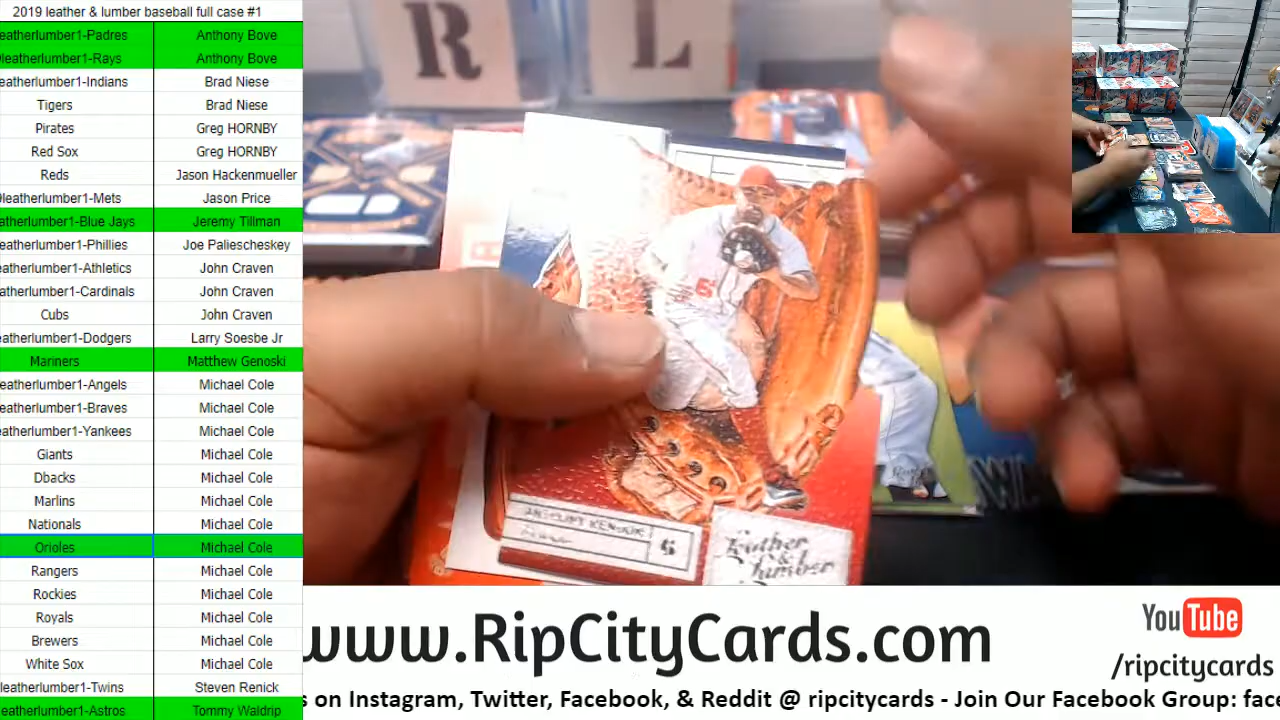 2019 leather & lumber baseball full case #1
eatherlumber1-Padres Anthony Bove
leatherlumber1-Rays Anthony Bove
eatherlumber1-Indians Brad Niese
Tigers Brad Niese
Pirates Greg HORNBY
Red Sox Greg HORNBY
Reds Jason Hackenmueller
9leatherlumber1-Mets Jason Price
atherlumber1-Blue Jays Jeremy Tillman
eatherlumber1-Phillies Joe Paliescheskey
atherlumber1-Athletics John Craven
atherlumber1-Cardinals John Craven
Cubs John Craven
eatherlumber1-Dodgers Larry Soesbe Jr
Mariners Matthew Genoski
eatherlumber1-Angels Michael Cole
eatherlumber1-Braves Michael Cole
eatherlumber1-Yankees Michael Cole
Giants Michael Cole
Dbacks Michael Cole
Marlins Michael Cole
Nationals Michael Cole
Orioles Michael Cole
Rangers Michael Cole
Rockies Michael Cole
Royals Michael Cole
Brewers Michael Cole
White Sox Michael Cole
leatherlumber1-Twins Steven Renick
leatherlumber1-Astros Tommy Waldrip
R L
Leather
&
Lumber
www.RipCityCards.com
YouTube
/ripcitycards
s on Instagram, Twitter, Facebook, & Reddit @ ripcitycards - Join Our Facebook Group: face